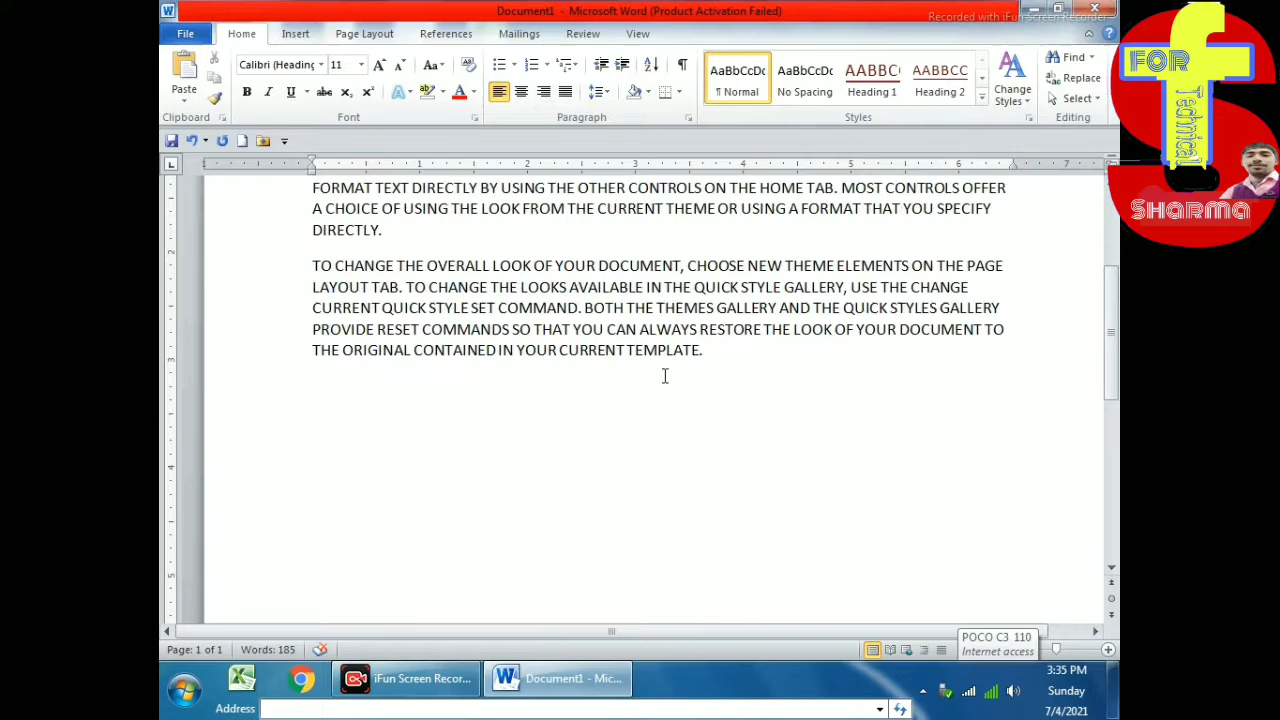 Document1 - Microsoft Word (Product Activation Failed)
Recorded with iFun Screen Recorder
File Home Insert Page Layout References Mailings Review View
Calibri (Heading 11
Paste
AaBbCcDc AaBbCcDc AABBC AABBCC
¶ Normal No Spacing Heading 1 Heading 2
Change Styles
Find
Replace
Select
Clipboard Font Paragraph Styles Editing
FORMAT TEXT DIRECTLY BY USING THE OTHER CONTROLS ON THE HOME TAB. MOST CONTROLS OFFER
A CHOICE OF USING THE LOOK FROM THE CURRENT THEME OR USING A FORMAT THAT YOU SPECIFY
DIRECTLY.
TO CHANGE THE OVERALL LOOK OF YOUR DOCUMENT, CHOOSE NEW THEME ELEMENTS ON THE PAGE
LAYOUT TAB. TO CHANGE THE LOOKS AVAILABLE IN THE QUICK STYLE GALLERY, USE THE CHANGE
CURRENT QUICK STYLE SET COMMAND. BOTH THE THEMES GALLERY AND THE QUICK STYLES GALLERY
PROVIDE RESET COMMANDS SO THAT YOU CAN ALWAYS RESTORE THE LOOK OF YOUR DOCUMENT TO
THE ORIGINAL CONTAINED IN YOUR CURRENT TEMPLATE.
Page: 1 of 1 Words: 185
POCO C3 110
Internet access
iFun Screen Recor... Document1 - Mic...
3:35 PM
Sunday
7/4/2021
Address
FOR
Technical
SHARMA